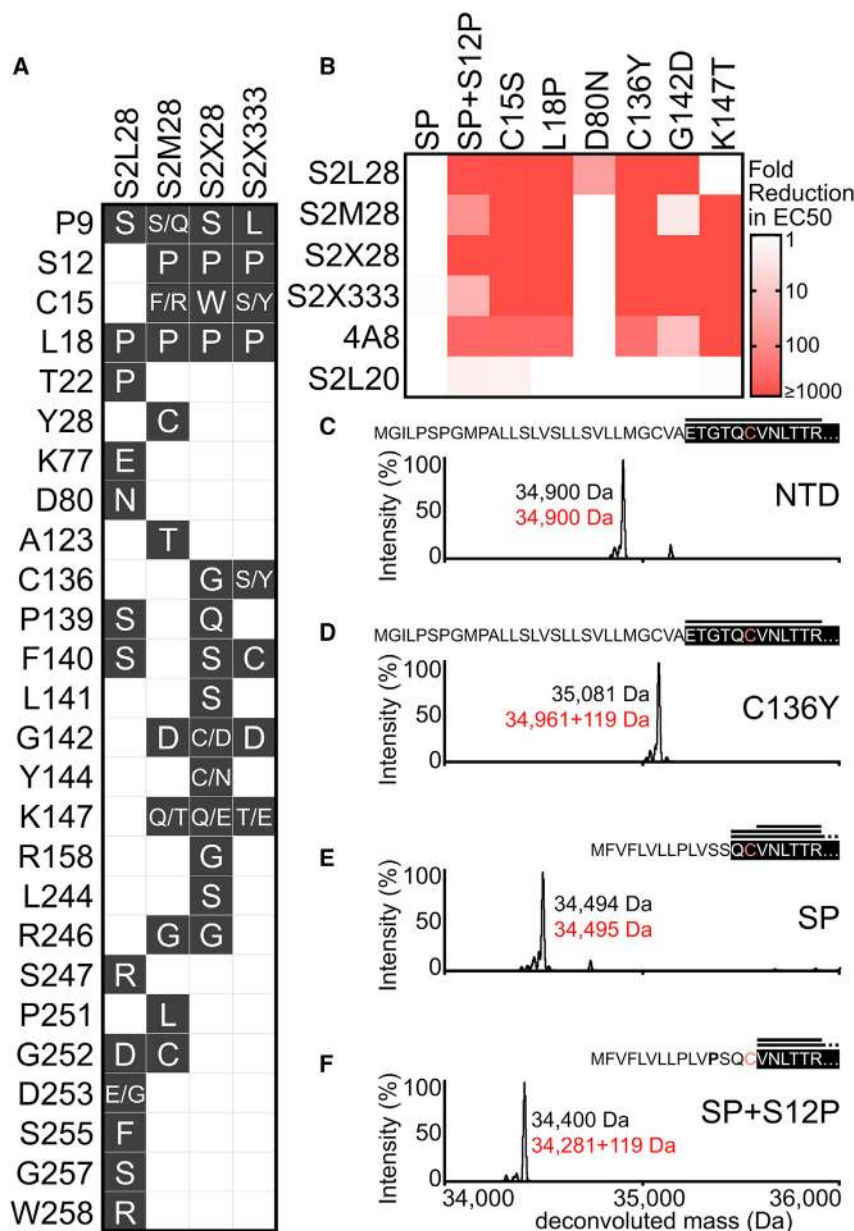 A
S2L28 S2M28 S2X28 S2X333
P9 S S/Q S L
S12 P P P
C15 F/R W S/Y
L18 P P P P
T22 P
Y28 C
K77 E
D80 N
A123 T
C136 G S/Y
P139 S Q
F140 S S C
L141 S
G142 D C/D D
Y144 C/N
K147 Q/T Q/E T/E
R158 G
L244 S
R246 G G
S247 R
P251 L
G252 D C
D253 E/G
S255 F
G257 S
W258 R
B
SP SP+S12P C15S L18P D80N C136Y G142D K147T
S2L28
S2M28
S2X28
S2X333
4A8
S2L20
Fold
Reduction
in EC50
1
10
100
≥1000
C
MGILPSPGMPALLSLVSLLSVLLMGCVAETGTQCVNLTTR...
Intensity (%)
100
50
0
34,900 Da
34,900 Da
NTD
D
MGILPSPGMPALLSLVSLLSVLLMGCVAETGTQCVNLTTR...
Intensity (%)
100
50
0
35,081 Da
34,961+119 Da
C136Y
E
MFVFLVLLPLVSSQCVNLTTR...
Intensity (%)
100
50
0
34,494 Da
34,495 Da
SP
F
MFVFLVLLPLVPSQCVNLTTR...
Intensity (%)
100
50
0
34,400 Da
34,281+119 Da
SP+S12P
34,000 35,000 36,000
deconvoluted mass (Da)